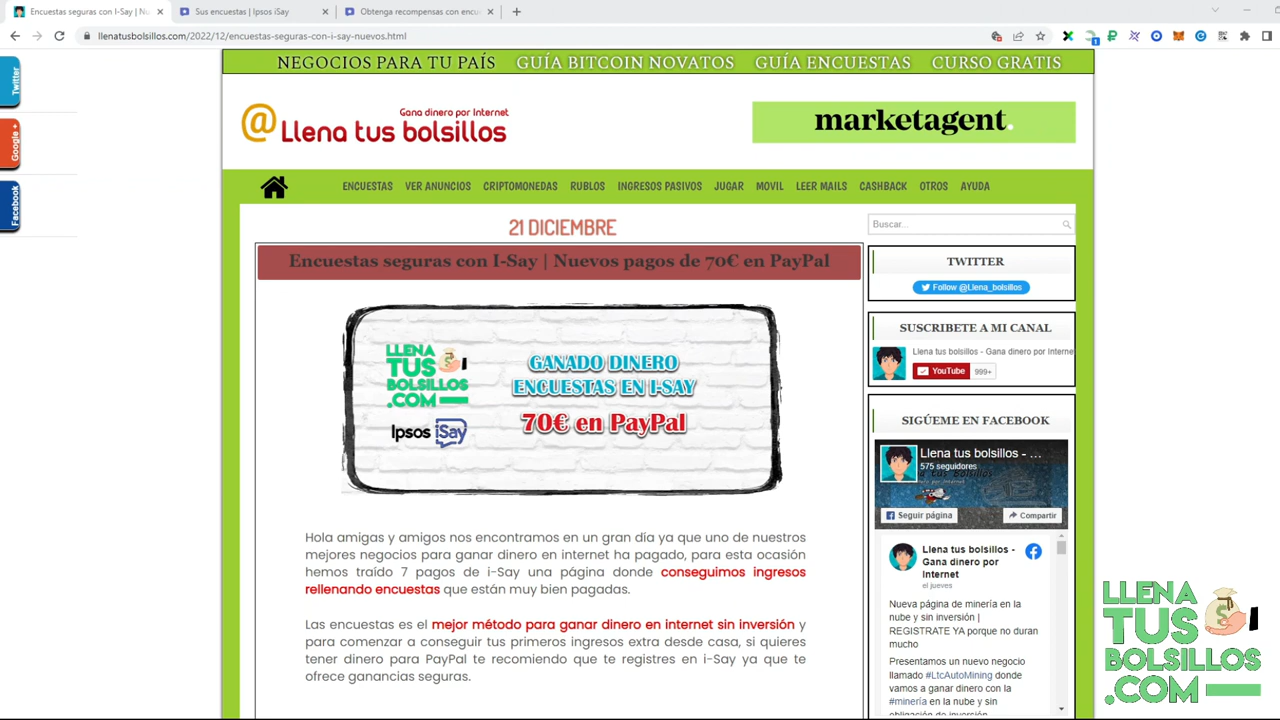 Encuestas seguras con I-Say | Nu
Sus encuestas | Ipsos iSay
Obtenga recompensas con encu
llenatusbolsillos.com/2022/12/encuestas-seguras-con-i-say-nuevos.html
1
Twitter
Google +
Facebook
NEGOCIOS PARA TU PAÍS GUÍA BITCOIN NOVATOS GUÍA ENCUESTAS CURSO GRATIS
Gana dinero por Internet
@ Llena tus bolsillos
marketagent.
ENCUESTAS VER ANUNCIOS CRIPTOMONEDAS RUBLOS INGRESOS PASIVOS JUGAR MOVIL LEER MAILS CASHBACK OTROS AYUDA
21 DICIEMBRE
Encuestas seguras con I-Say | Nuevos pagos de 70€ en PayPal
LLENA
TUS
BOLSILLOS
.COM
Ipsos iSay
GANADO DINERO
ENCUESTAS EN I-SAY
70€ en PayPal
Hola amigas y amigos nos encontramos en un gran día ya que uno de nuestros
mejores negocios para ganar dinero en internet ha pagado, para esta ocasión
hemos traído 7 pagos de i-Say una página donde conseguimos ingresos
rellenando encuestas que están muy bien pagadas.
Las encuestas es el mejor método para ganar dinero en internet sin inversión y
para comenzar a conseguir tus primeros ingresos extra desde casa, si quieres
tener dinero para PayPal te recomiendo que te registres en i-Say ya que te
ofrece ganancias seguras.
Buscar...
TWITTER
Follow @Llena_bolsillos
SUSCRIBETE A MI CANAL
Llena tus bolsillos - Gana dinero por Interne
YouTube 999+
SIGÚEME EN FACEBOOK
Llena tus bolsillos - ...
575 seguidores
Seguir página
Compartir
Llena tus bolsillos -
Gana dinero por
Internet
el jueves
Nueva página de minería en la
nube y sin inversión |
REGISTRATE YA porque no duran
mucho
Presentamos un nuevo negocio
llamado #LtcAutoMining donde
vamos a ganar dinero con la
#minería en la nube y sin
obligación de inversión
LLENA
TUS
BOLSILLOS
.COM